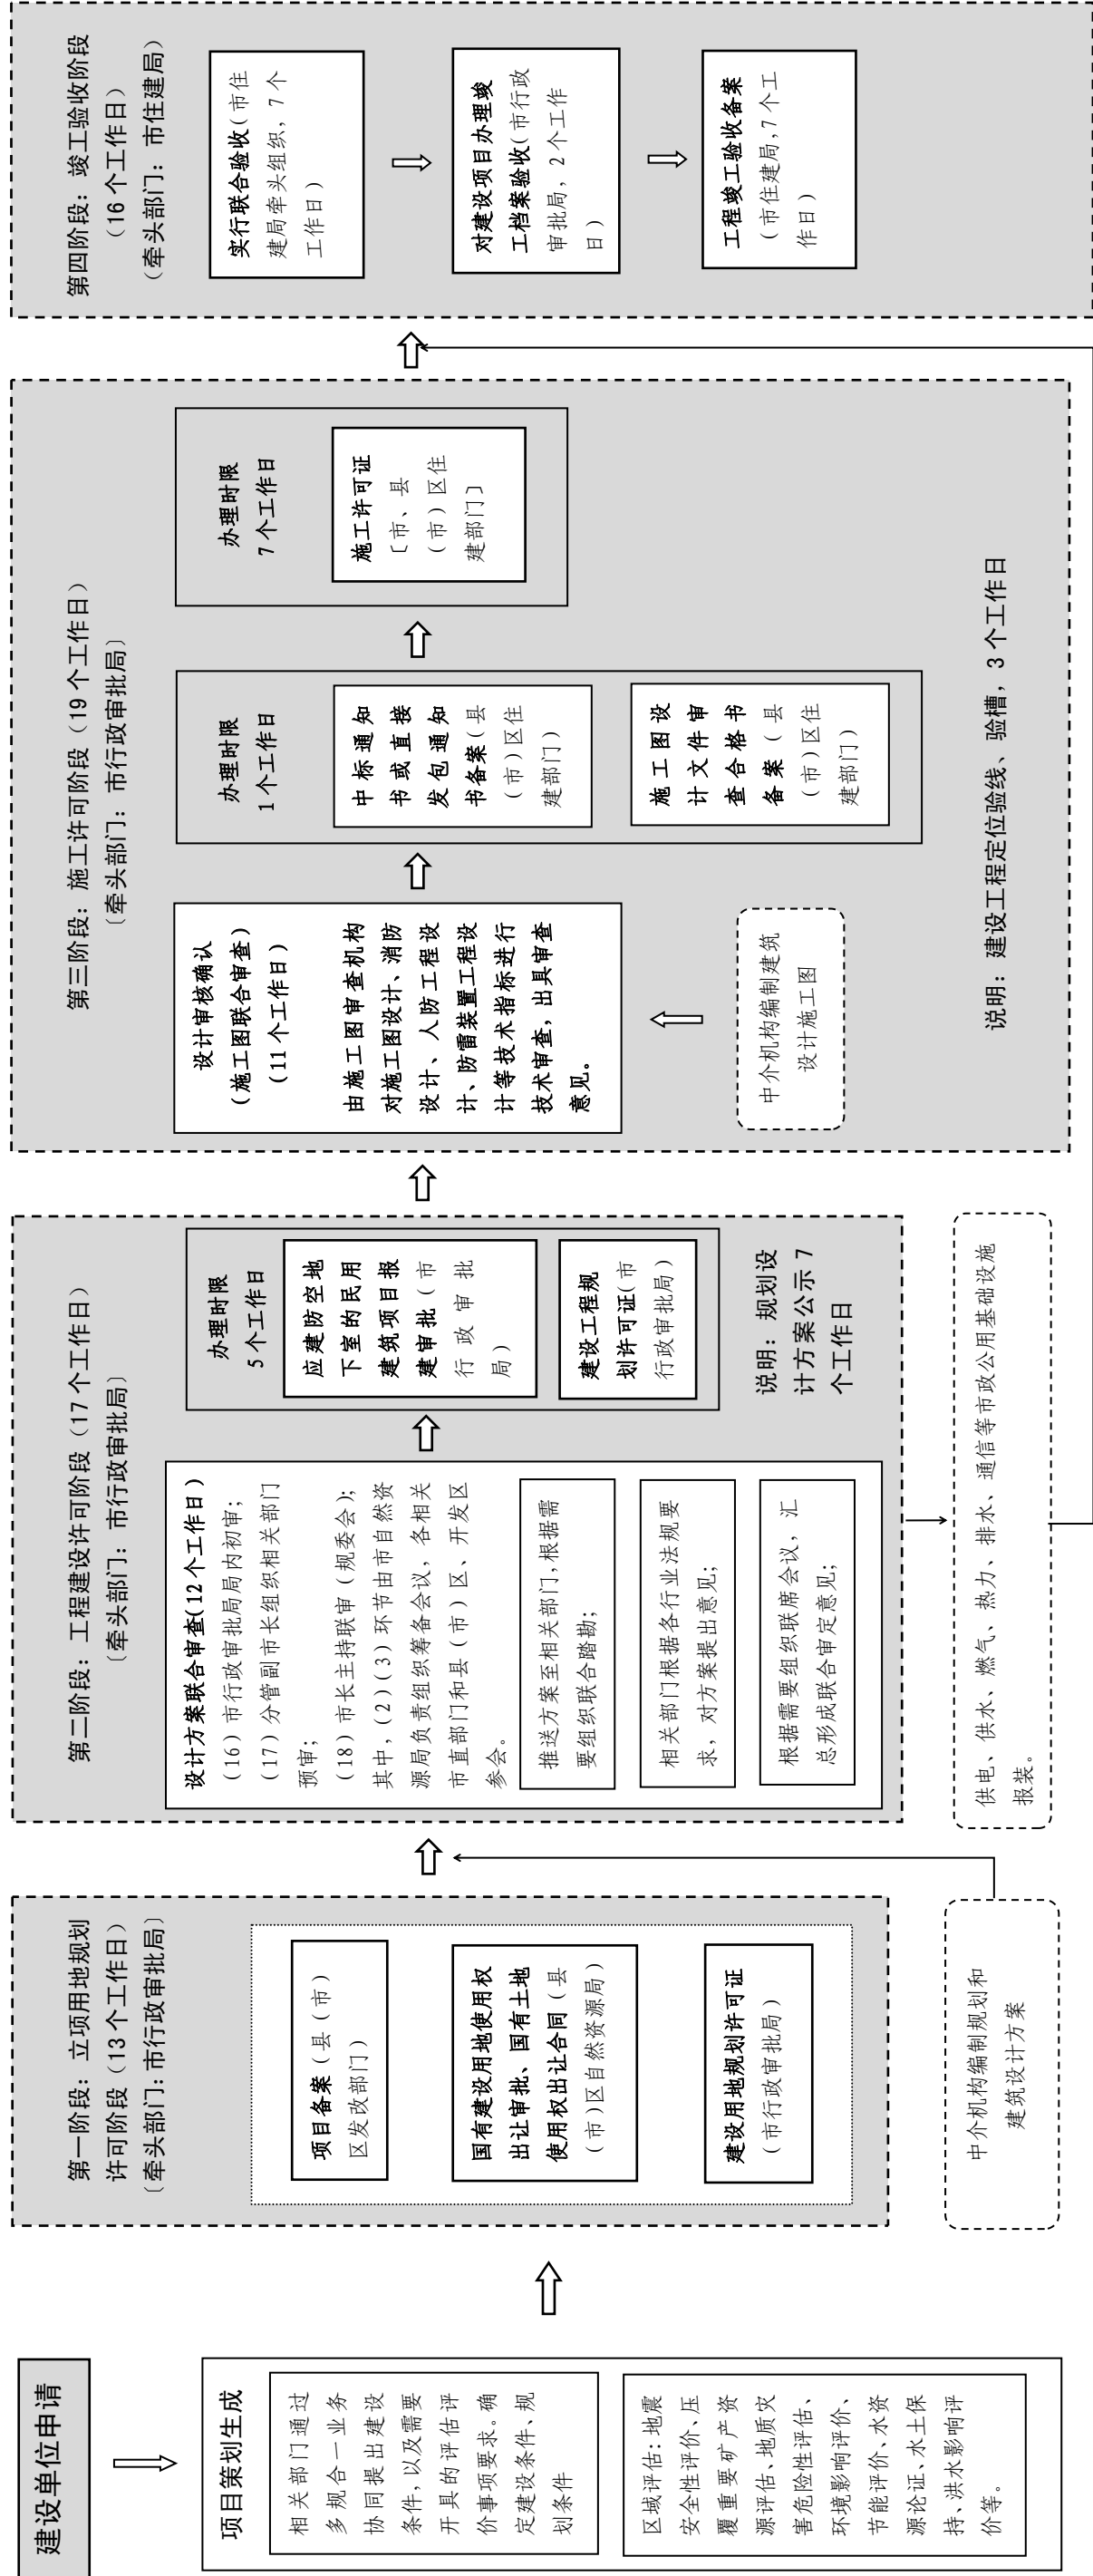 建设单位申请
项目策划生成
相关部门通过
多规合一业务
协同提出建设
条件,以及需要
开具的评估评
价事项要求。确
定建设条件、规
划条件
区域评估:地震
安全性评价、压
覆重要矿产资
源评估、地质灾
害危险性评估、
环境影响评价、
节能评价、水资
源论证、水土保
持、洪水影响评
价等。
第一阶段：立项用地规划
许可阶段（13个工作日）
〔牵头部门:市行政审批局〕
项目备案（县（市）
区发改部门）
国有建设用地使用权
出让审批、国有土地
使用权出让合同（县
（市）区自然资源局）
建设用地规划许可证
（市行政审批局）
中介机构编制规划和
建筑设计方案
第二阶段：工程建设许可阶段（17个工作日）
〔牵头部门：市行政审批局〕
设计方案联合审查(12个工作日)
(16)市行政审批局局内初审;
(17)分管副市长组织相关部门
预审;
(18)市长主持联审（规委会);
其中,(2)(3)环节由市自然资
源局负责组织筹备会议，各相关
市直部门和县（市）区、开发区
参会。
推送方案至相关部门,根据需
要组织联合踏勘;
相关部门根据各行业法规要
求，对方案提出意见;
根据需要组织联席会议，汇
总形成联合审定意见;
办理时限
5个工作日
应建防空地
下室的民用
建筑项目报
建审批（市
行政审批
局）
建设工程规
划许可证(市
行政审批局)
说明：规划设
计方案公示7
个工作日
供电、供水、燃气、热力、排水、通信等市政公用基础设施
报装。
第三阶段：施工许可阶段（19个工作日）
〔牵头部门：市行政审批局〕
设计审核确认
(施工图联合审查)
(11个工作日)
由施工图审查机构
对施工图设计、消防
设计、人防工程设
计、防雷装置工程设
计等技术指标进行
技术审查，出具审查
意见。
中介机构编制建筑
设计施工图
办理时限
1个工作日
中标通知
书或直接
发包通知
书备案(县
（市）区住
建部门）
施工图设
计文件审
查合格书
备案（县
（市）区住
建部门）
办理时限
7个工作日
施工许可证
〔市、县
（市）区住
建部门〕
说明：建设工程定位验线、验槽，3个工作日
第四阶段：竣工验收阶段
（16个工作日）
（牵头部门：市住建局）
实行联合验收(市住
建局牵头组织，7个
工作日）
对建设项目办理竣
工档案验收(市行政
审批局，2个工作
日）
工程竣工验收备案
（市住建局,7个工
作日）